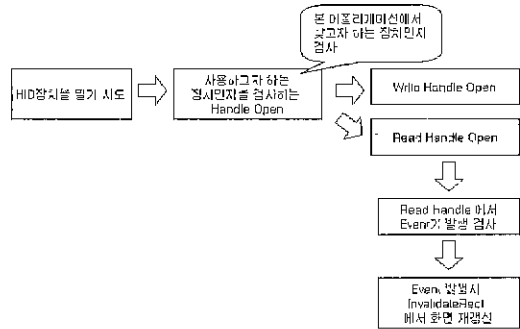 본 어플리케이션에서
찾고자 하는 장치인지
검사
HID장치를 열기 시도
사용하고자 하는
장치인지를 검사하는
Handle Open
Write Handle Open
Read Handle Open
Read Handle 에서
Event가 발생 검사
Event 발생시
InvalidateRect
에서 화면 재갱신